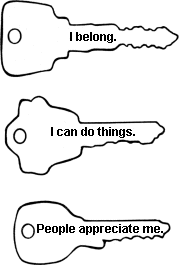 I belong.
I can do things.
People appreciate me.